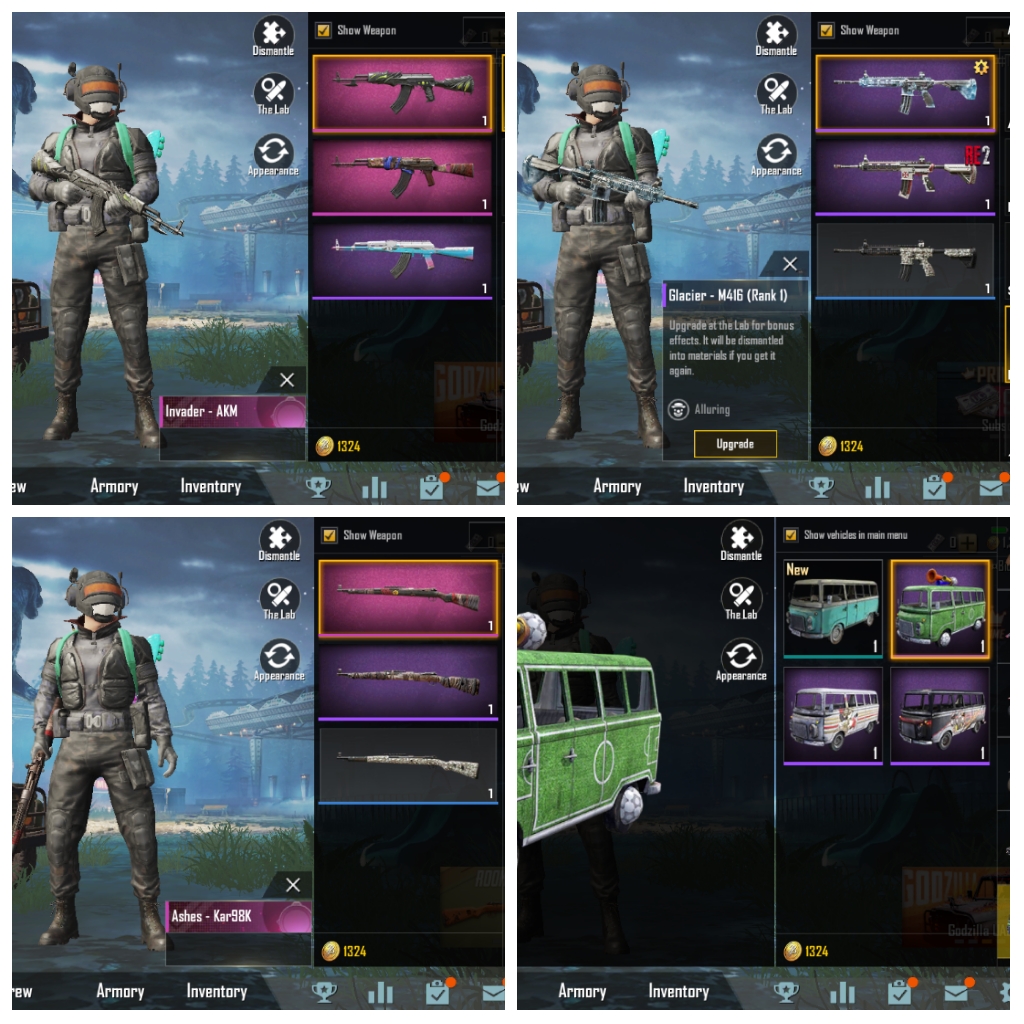 Dismantle
Show Weapon
The Lab
1
Appearance
1
1
Invader - AKM
1324
ew
Armory
Inventory
Dismantle
Show Weapon
The Lab
1
Appearance
RE2
1
1
Glacier - M416 (Rank 1)
Upgrade at the Lab for bonus
effects. It will be dismantled
into materials if you get it
again.
Alluring
Upgrade
1324
ew
Armory
Inventory
Dismantle
Show Weapon
The Lab
1
Appearance
1
1
Ashes - Kar98K
1324
rew
Armory
Inventory
Dismantle
Show vehicles in main menu
New
The Lab
1
1
Appearance
1
1
1324
Armory
Inventory